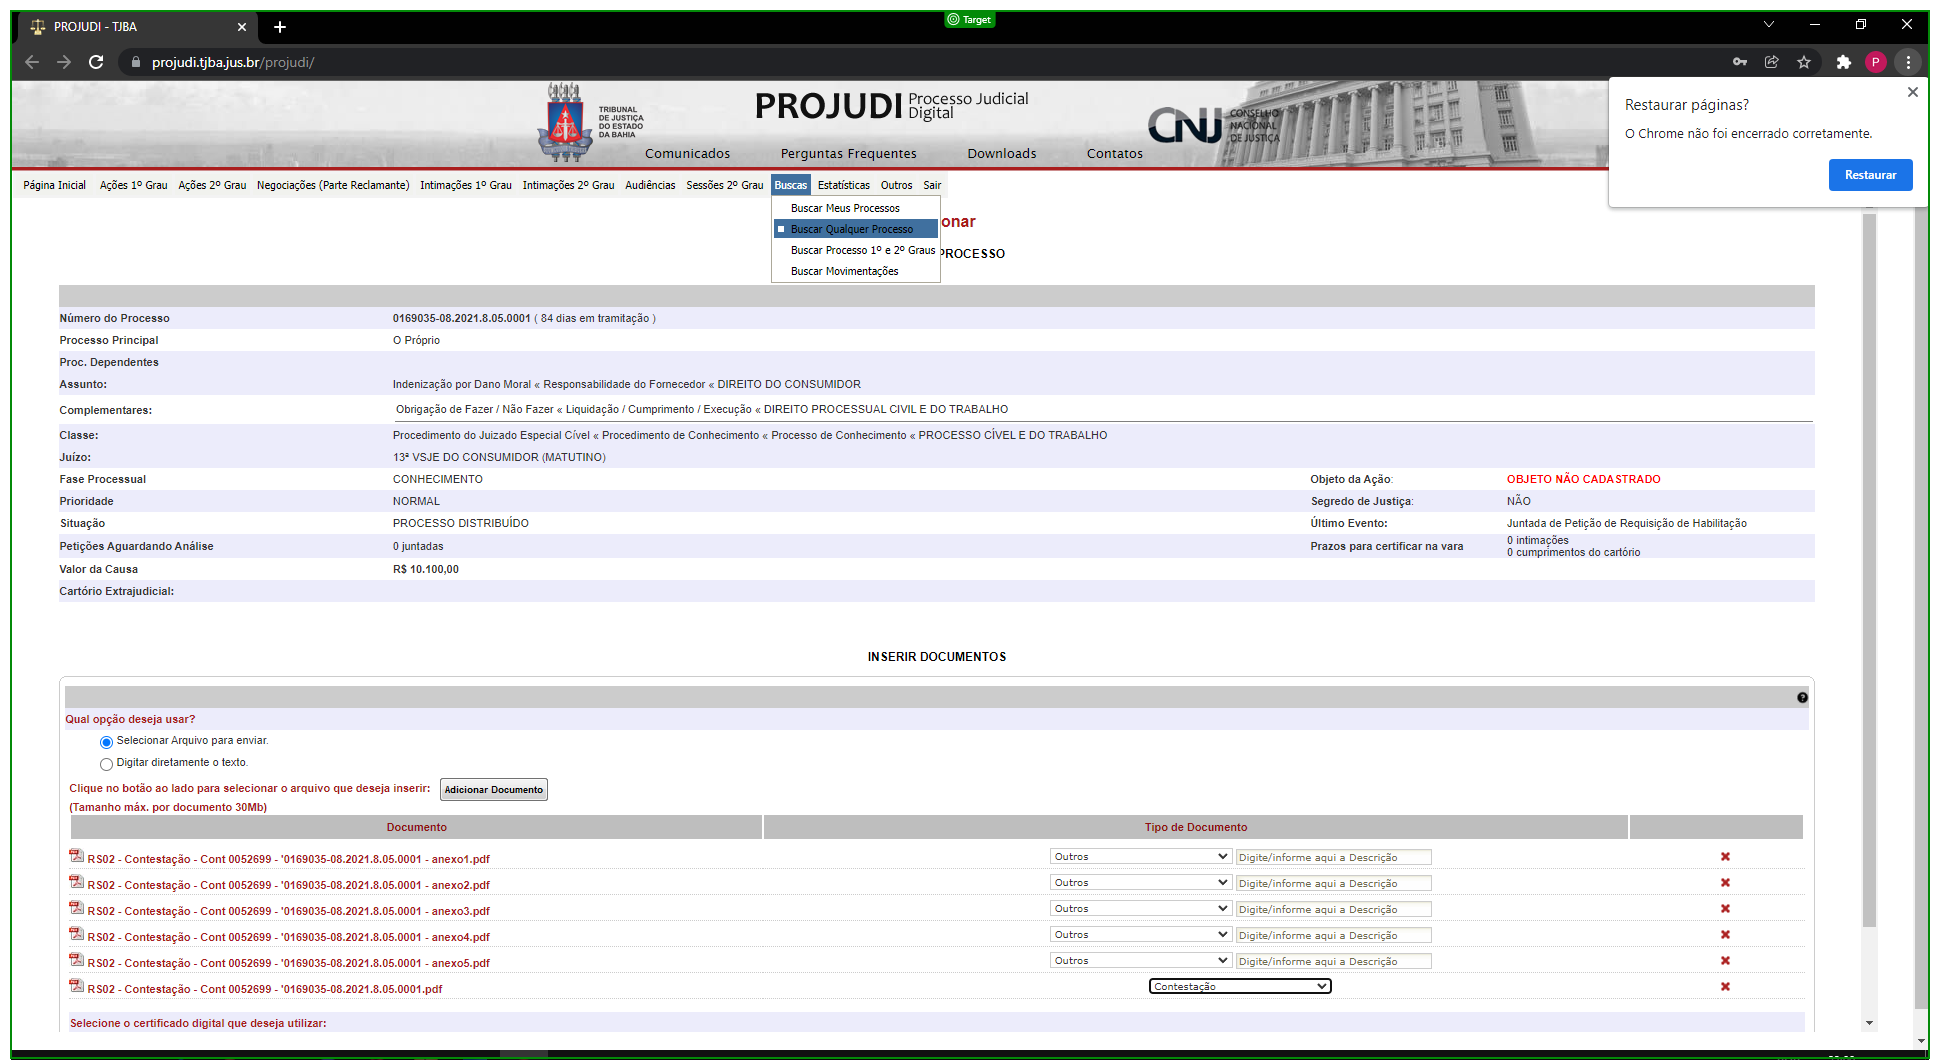 PROJUDI - TJBA
Target
projudi.tjba.jus.br/projudi/
P
TRIBUNAL
DE JUSTIÇA
DO ESTADO
DA BAHIA
PROJUDI Processo Judicial
Digital
CNJ CONSELHO
NACIONAL
DE JUSTIÇA
Comunicados Perguntas Frequentes Downloads Contatos
Restaurar páginas?
O Chrome não foi encerrado corretamente.
Restaurar
Página Inicial Ações 1º Grau Ações 2º Grau Negociações (Parte Reclamante) Intimações 1º Grau Intimações 2º Grau Audiências Sessões 2º Grau Buscas Estatísticas Outros Sair
Buscar Meus Processos
Buscar Qualquer Processo
Buscar Processo 1º e 2º Graus
Buscar Movimentações
onar
PROCESSO
Número do Processo 0169035-08.2021.8.05.0001 ( 84 dias em tramitação )
Processo Principal O Próprio
Proc. Dependentes
Assunto: Indenização por Dano Moral « Responsabilidade do Fornecedor « DIREITO DO CONSUMIDOR
Complementares: Obrigação de Fazer / Não Fazer « Liquidação / Cumprimento / Execução « DIREITO PROCESSUAL CIVIL E DO TRABALHO
Classe: Procedimento do Juizado Especial Cível « Procedimento de Conhecimento « Processo de Conhecimento « PROCESSO CÍVEL E DO TRABALHO
Juízo: 13ª VSJE DO CONSUMIDOR (MATUTINO)
Fase Processual CONHECIMENTO Objeto da Ação: OBJETO NÃO CADASTRADO
Prioridade NORMAL Segredo de Justiça: NÃO
Situação PROCESSO DISTRIBUÍDO Último Evento: Juntada de Petição de Requisição de Habilitação
Petições Aguardando Análise 0 juntadas Prazos para certificar na vara 0 intimações
0 cumprimentos do cartório
Valor da Causa R$ 10.100,00
Cartório Extrajudicial:
INSERIR DOCUMENTOS
Qual opção deseja usar?
Selecionar Arquivo para enviar.
Digitar diretamente o texto.
Clique no botão ao lado para selecionar o arquivo que deseja inserir: Adicionar Documento
(Tamanho máx. por documento 30Mb)
Documento Tipo de Documento
RS02 - Contestação - Cont 0052699 - '0169035-08.2021.8.05.0001 - anexo1.pdf Outros Digite/informe aqui a Descrição
RS02 - Contestação - Cont 0052699 - '0169035-08.2021.8.05.0001 - anexo2.pdf Outros Digite/informe aqui a Descrição
RS02 - Contestação - Cont 0052699 - '0169035-08.2021.8.05.0001 - anexo3.pdf Outros Digite/informe aqui a Descrição
RS02 - Contestação - Cont 0052699 - '0169035-08.2021.8.05.0001 - anexo4.pdf Outros Digite/informe aqui a Descrição
RS02 - Contestação - Cont 0052699 - '0169035-08.2021.8.05.0001 - anexo5.pdf Outros Digite/informe aqui a Descrição
RS02 - Contestação - Cont 0052699 - '0169035-08.2021.8.05.0001.pdf Contestação
Selecione o certificado digital que deseja utilizar: